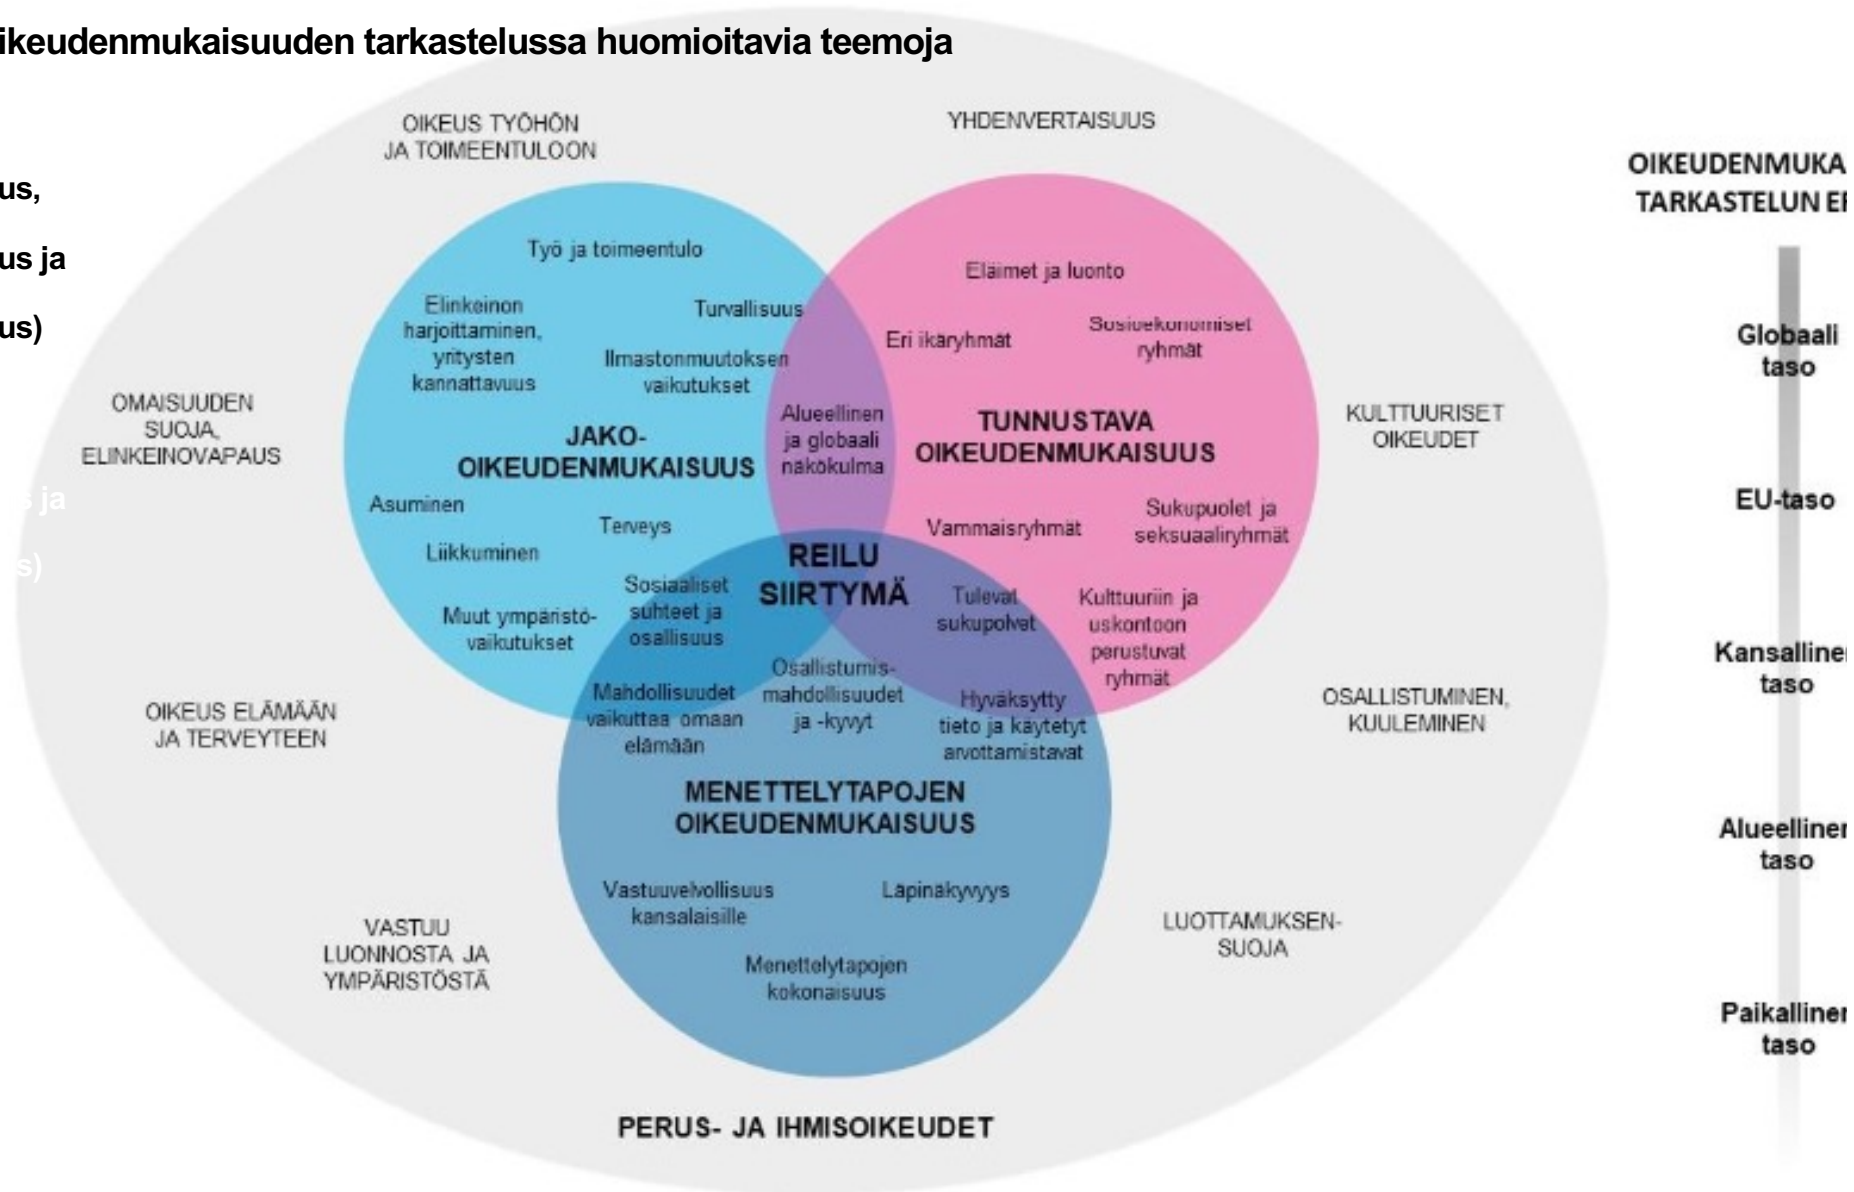 ikeudenmukaisuuden tarkastelussa huomioitavia teemoja
us,
us ja
us)
s ja
s)
OIKEUS TYÖHÖN
JA TOIMEENTULOON
YHDENVERTAISUUS
OMAISUUDEN
SUOJA,
ELINKEINOVAPAUS
KULTTUURISET
OIKEUDET
OIKEUS ELÄMÄÄN
JA TERVEYTEEN
OSALLISTUMINEN,
KUULEMINEN
VASTUU
LUONNOSTA JA
YMPÄRISTÖSTÄ
LUOTTAMUKSEN-
SUOJA
Työ ja toimeentulo
Elinkeinon
harjoittaminen,
yritysten
kannattavuus
Turvallisuus
Ilmastonmuutoksen
vaikutukset
JAKO-
OIKEUDENMUKAISUUS
Asuminen
Terveys
Liikkuminen
Muut ympäristö-
vaikutukset
Sosiaaliset
suhteet ja
osallisuus
Alueellinen
ja globaali
näkökulma
Eläimet ja luonto
Eri ikäryhmät
Sosioekonomiset
ryhmät
TUNNUSTAVA
OIKEUDENMUKAISUUS
Vammaisryhmät
Sukupuolet ja
seksuaaliryhmät
Tulevat
sukupolvet
Kulttuuriin ja
uskontoon
perustuvat
ryhmät
REILU
SIIRTYMÄ
Mahdollisuudet
vaikuttaa omaan
elämään
Osallistumis-
mahdollisuudet
ja -kyvyt
Hyväksytty
tieto ja käytetyt
arvottamistavat
MENETTELYTAPOJEN
OIKEUDENMUKAISUUS
Vastuuvelvollisuus
kansalaisille
Läpinäkyvyys
Menettelytapojen
kokonaisuus
PERUS- JA IHMISOIKEUDET
OIKEUDENMUKA
TARKASTELUN
Globaali
taso
EU-taso
Kansalline
taso
Alueelliner
taso
Paikalliner
taso